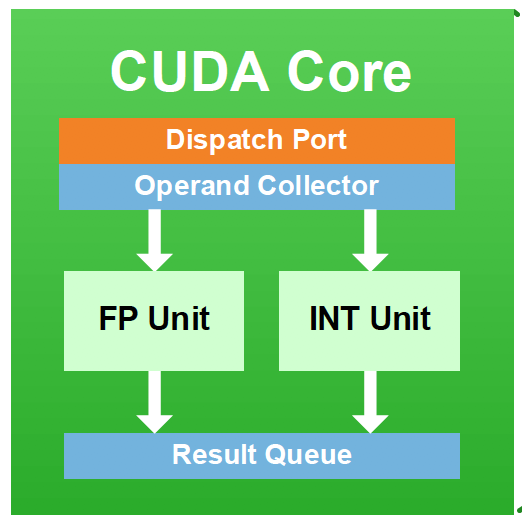 CUDA Core
Dispatch Port
Operand Collector
FP Unit
INT Unit
Result Queue